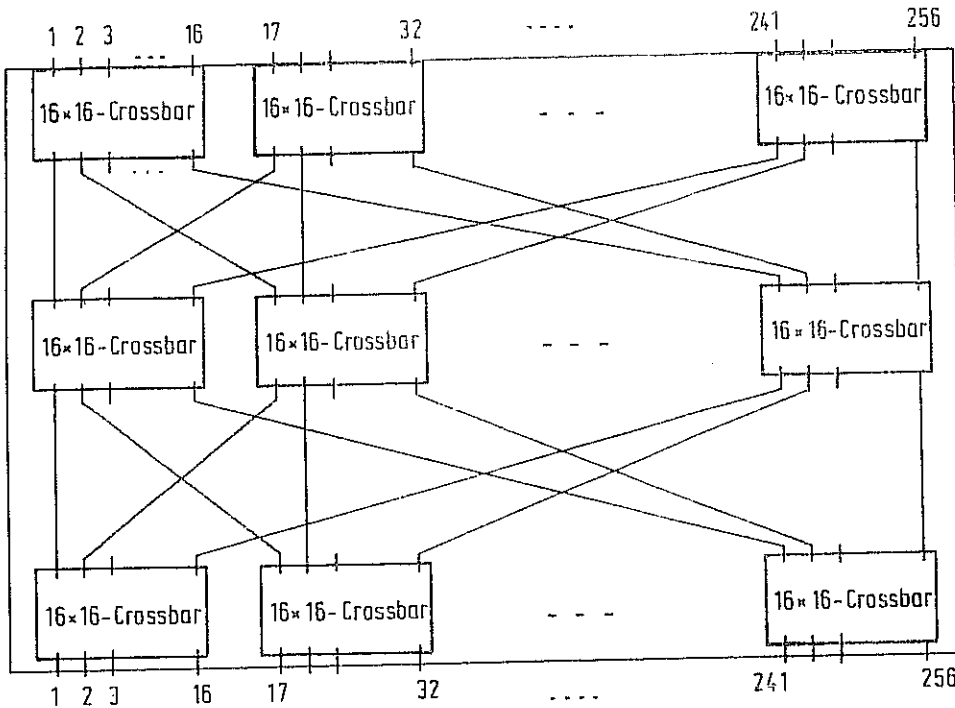 1 2 3 .... 16 17 32 .... 241 256
16×16-Crossbar 16×16-Crossbar - - - 16×16-Crossbar
....
16×16-Crossbar 16×16-Crossbar - - - 16×16-Crossbar
16×16-Crossbar 16×16-Crossbar - - - 16×16-Crossbar
1 2 3 16 17 32 .... 241 256